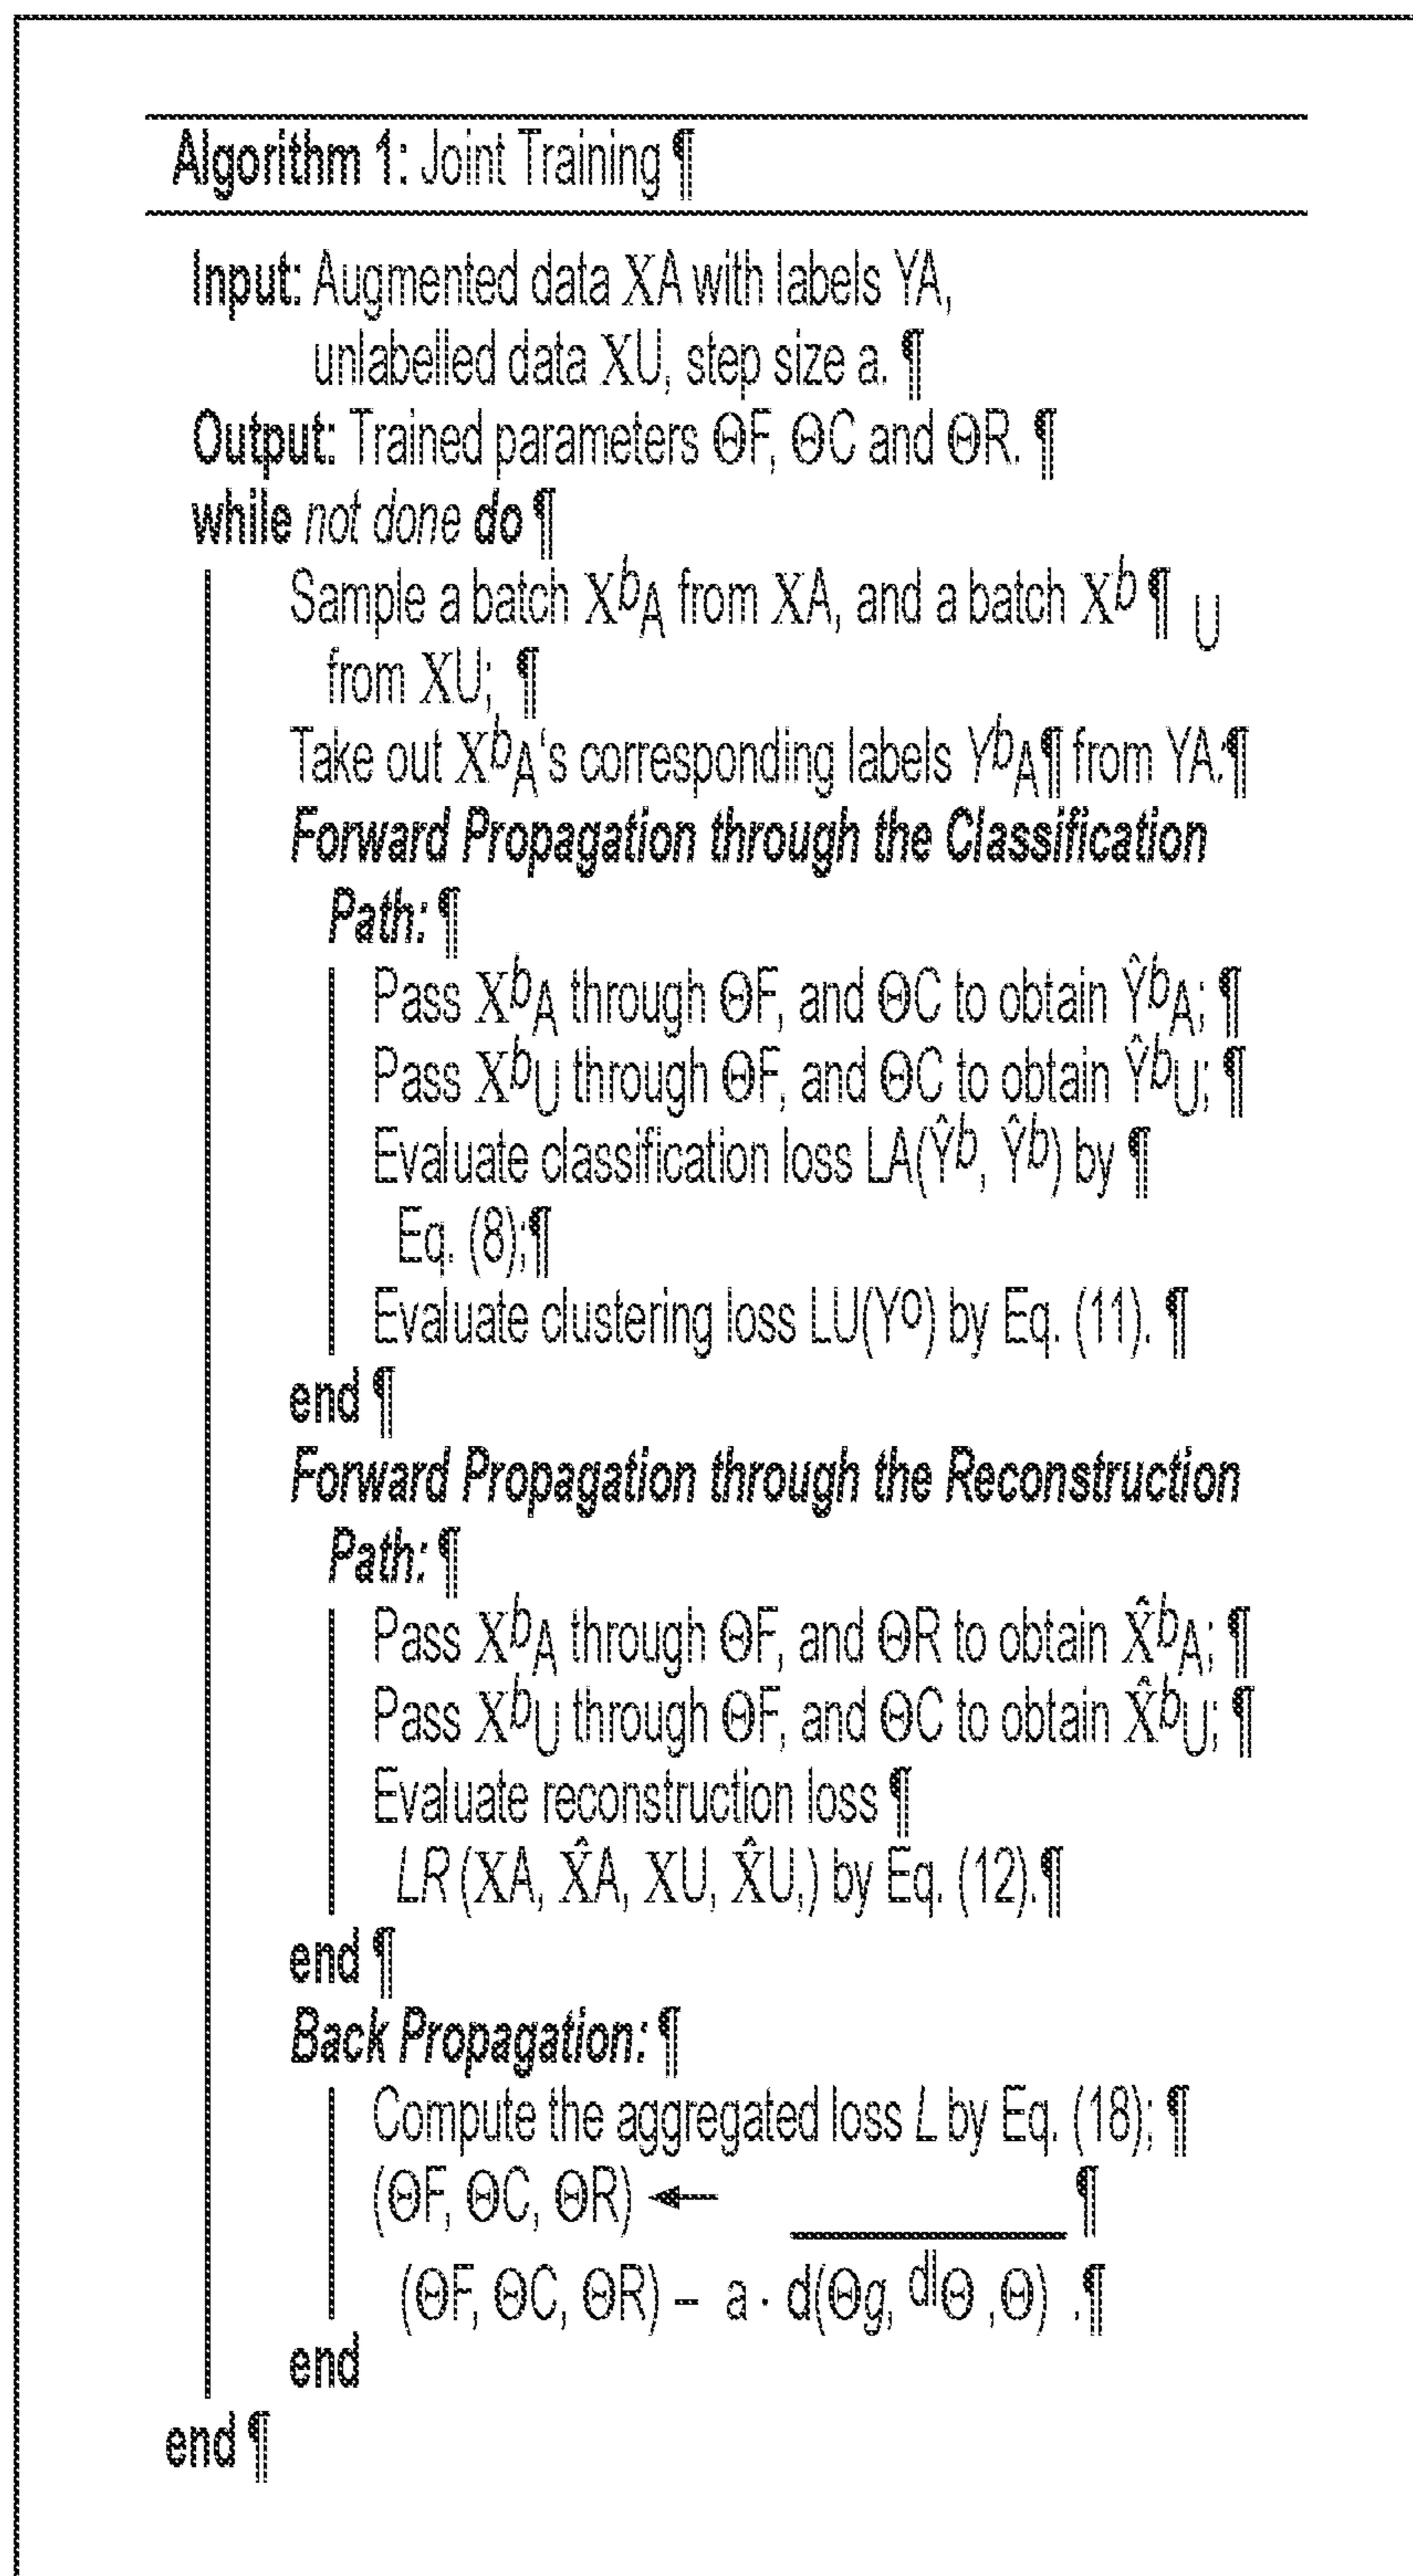 Algorithm 1: Joint Training ¶
Input: Augmented data XA with labels YA,
unlabelled data XU, step size a. ¶
Output: Trained parameters ΘF, ΘC and ΘR. ¶
while not done do ¶
Sample a batch XbA from XA, and a batch Xb ¶ U
from XU; ¶
Take out XbA's corresponding labels YbA¶ from YA.¶
Forward Propagation through the Classification
Path: ¶
Pass XbA through ΘF, and ΘC to obtain ŶbA; ¶
Pass XbU through ΘF, and ΘC to obtain ŶbU; ¶
Evaluate classification loss LA(Ŷb, Ŷb) by ¶
Eq. (8);¶
Evaluate clustering loss LU(Yo) by Eq. (11). ¶
end ¶
Forward Propagation through the Reconstruction
Path: ¶
Pass XbA through ΘF, and ΘR to obtain X̂bA; ¶
Pass XbU through ΘF, and ΘC to obtain X̂bU; ¶
Evaluate reconstruction loss ¶
LR (XA, X̂A, XU, X̂U,) by Eq. (12).¶
end ¶
Back Propagation: ¶
Compute the aggregated loss L by Eq. (18); ¶
(ΘF, ΘC, ΘR) ← ¶
(ΘF, ΘC, ΘR) – a · d(Θg, dlΘ ,Θ) .¶
end
end ¶